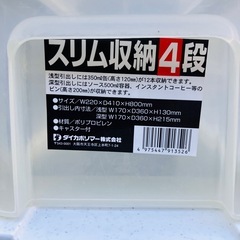 スリム収納4段
浅型引出しには350ml缶(高さ120㎜)が12本収納できます。
深型引出しにはソース500ml容器、インスタントコーヒー等の
ビン(高さ200㎜)が収納できます。
●サイズ/W220×D410×H800mm
●引出し内寸法/浅型 W170×D360×H130mm
深型 W170×D360×H215mm
●材質/ポリプロピレン
●キャスター付
タイカポリマー株式会社
4 975447 913526